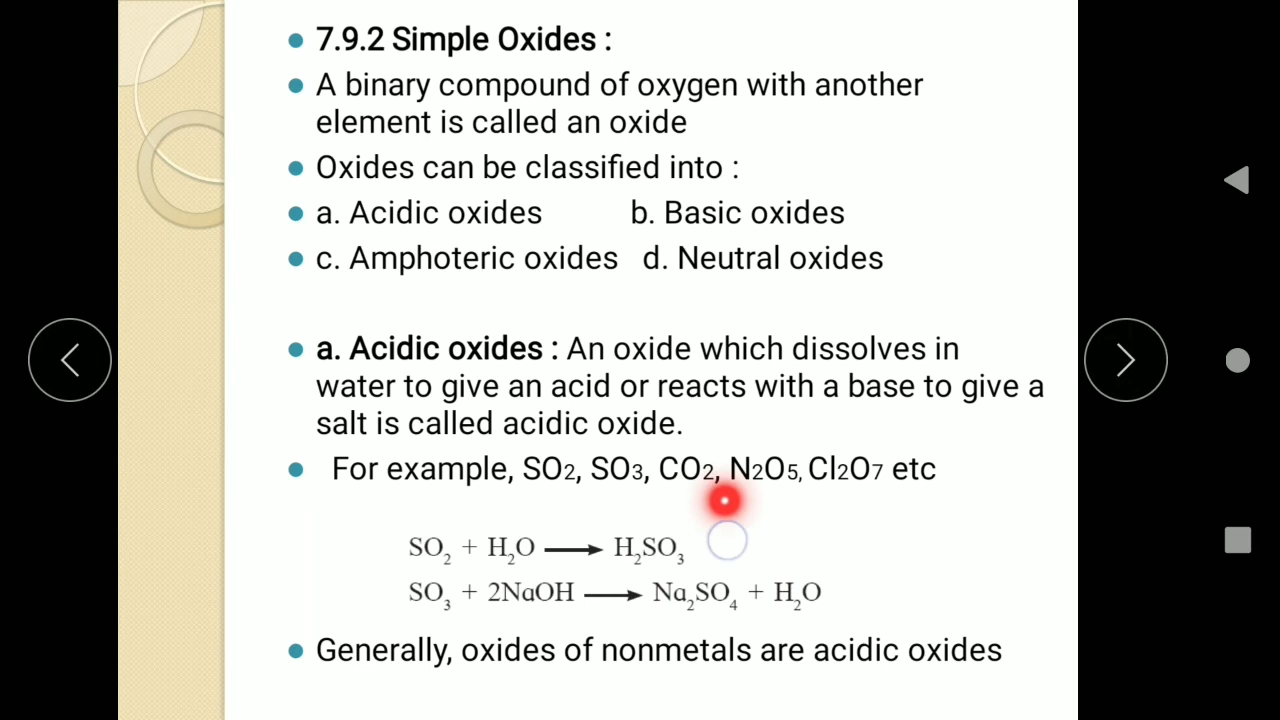 • 7.9.2 Simple Oxides :
• A binary compound of oxygen with another
element is called an oxide
• Oxides can be classified into :
• a. Acidic oxides b. Basic oxides
• c. Amphoteric oxides d. Neutral oxides
• a. Acidic oxides : An oxide which dissolves in
water to give an acid or reacts with a base to give a
salt is called acidic oxide.
• For example, SO2, SO3, CO2, N2O5, Cl2O7 etc
SO₂ + H₂O ⟶ H₂SO₃
SO₃ + 2NaOH ⟶ Na₂SO₄ + H₂O
• Generally, oxides of nonmetals are acidic oxides